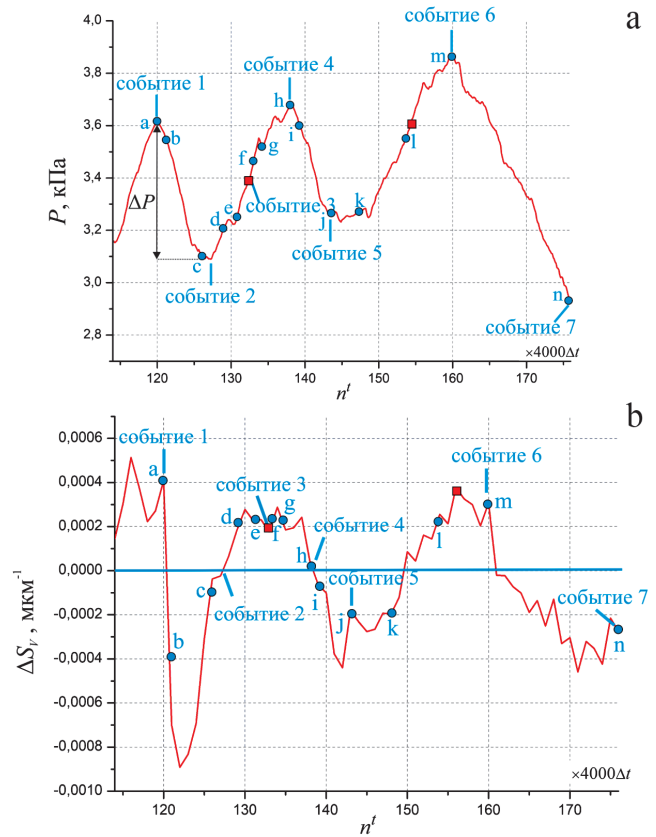 a
4,0
3,8
3,6
3,4
3,2
3,0
2,8
P, кПа
событие 1
событие 4
событие 6
a
b
h
i
g
f
m
l
ΔP
e
событие 3
d
j
k
c
событие 2
событие 5
n
событие 7
×4000Δt
120
130
140
150
160
170
n^t
b
0,0006
0,0004
0,0002
0,0000
-0,0002
-0,0004
-0,0006
-0,0008
-0,0010
ΔS_V, мкм⁻¹
событие 1
событие 6
a
событие 3
m
d
g
e
f
событие 4
l
h
событие 5
i
c
событие 2
j
k
событие 7
n
b
×4000Δt
120
130
140
150
160
170
n^t